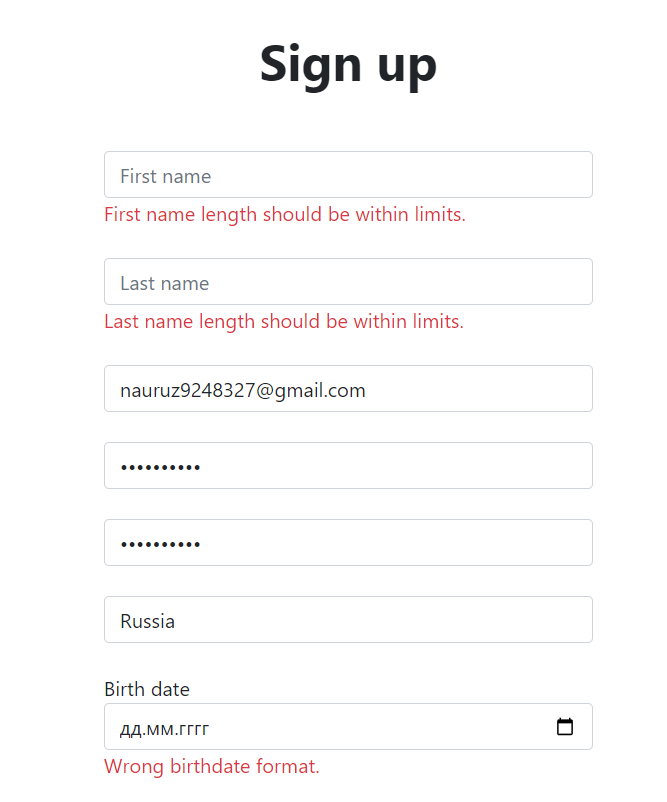 Sign up
First name
First name length should be within limits.
Last name
Last name length should be within limits.
nauruz9248327@gmail.com
••••••••••
••••••••••
Russia
Birth date
дд.мм.гггг
Wrong birthdate format.